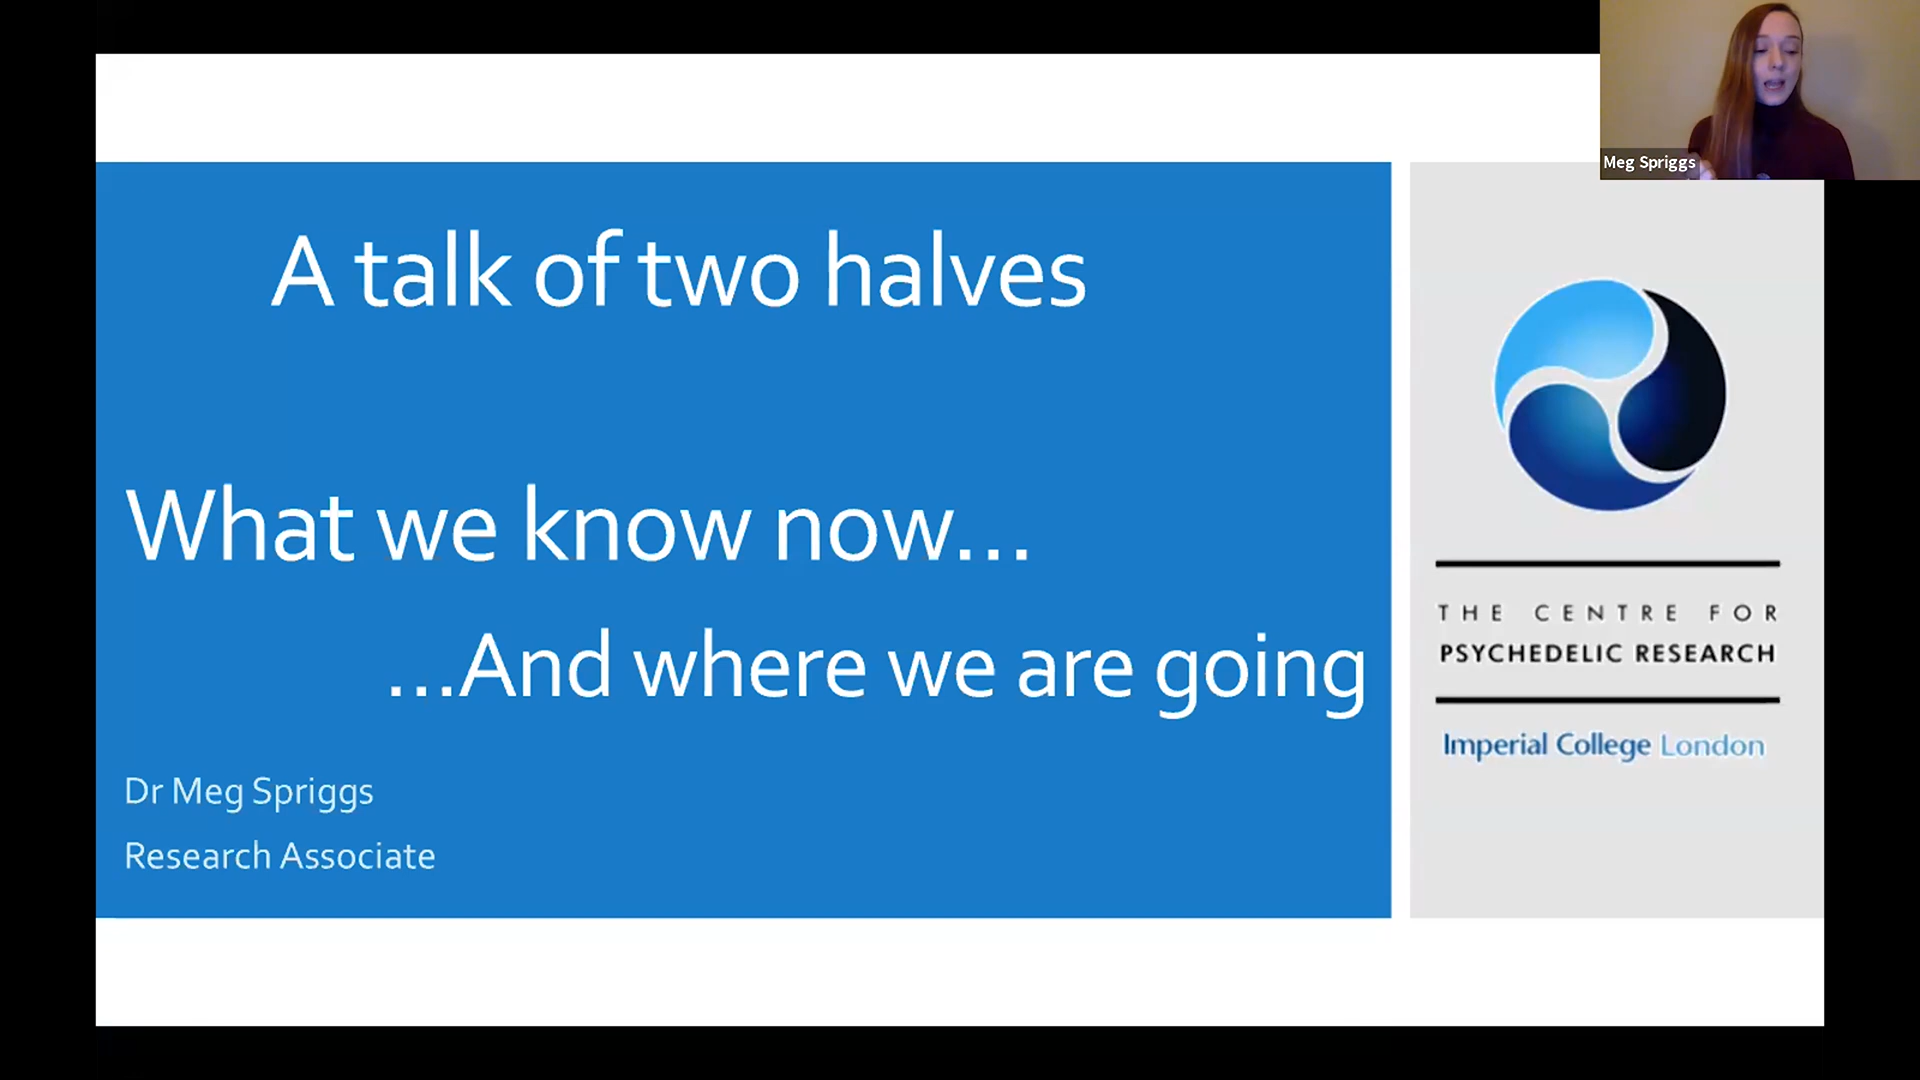 Meg Spriggs
A talk of two halves
What we know now...
...And where we are going
Dr Meg Spriggs
Research Associate
THE CENTRE FOR
PSYCHEDELIC RESEARCH
Imperial College London